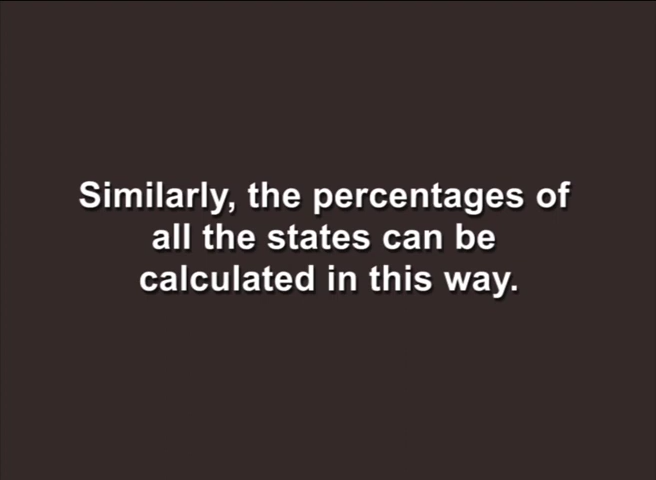 Similarly, the percentages of
all the states can be
calculated in this way.